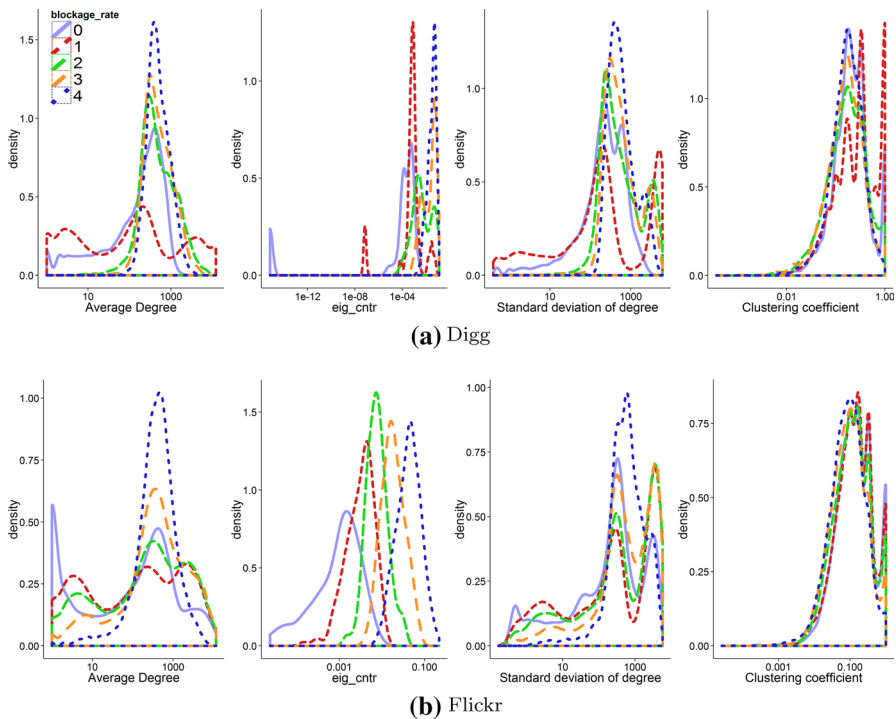 blockage_rate
0
1
2
3
4
density
1.5
1.0
0.5
0.0
10
1000
Average Degree
density
1.0
0.5
0.0
1e-12
1e-08
1e-04
eig_cntr
density
1.0
0.5
0.0
10
1000
Standard deviation of degree
density
1.0
0.5
0.0
0.01
1.00
Clustering coefficient
(a) Digg
density
1.00
0.75
0.50
0.25
0.00
10
1000
Average Degree
density
1.5
1.0
0.5
0.0
0.001
0.100
eig_cntr
density
1.00
0.75
0.50
0.25
0.00
10
1000
Standard deviation of degree
density
0.75
0.50
0.25
0.00
0.001
0.100
Clustering coefficient
(b) Flickr